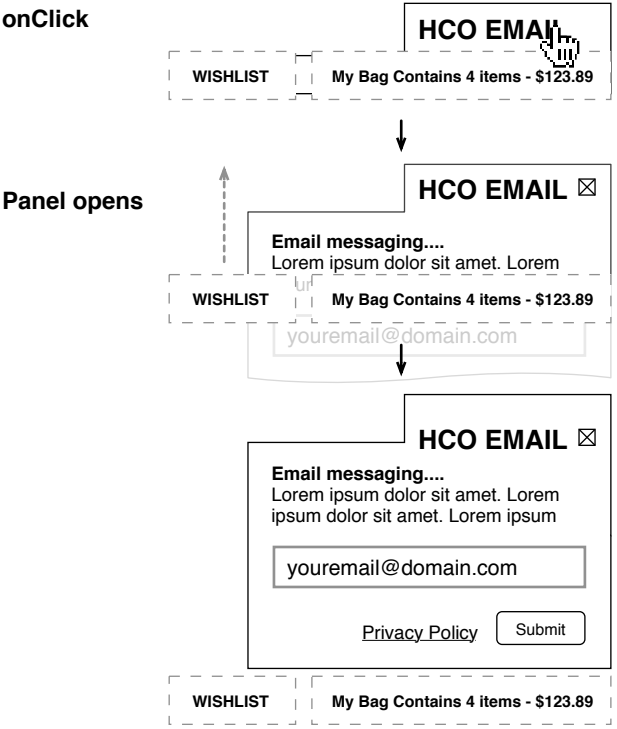 onClick
HCO EMAIL
WISHLIST
My Bag Contains 4 items - $123.89
Panel opens
HCO EMAIL
Email messaging....
Lorem ipsum dolor sit amet. Lorem
WISHLIST
My Bag Contains 4 items - $123.89
youremail@domain.com
HCO EMAIL
Email messaging....
Lorem ipsum dolor sit amet. Lorem
ipsum dolor sit amet. Lorem ipsum
youremail@domain.com
Privacy Policy
Submit
WISHLIST
My Bag Contains 4 items - $123.89